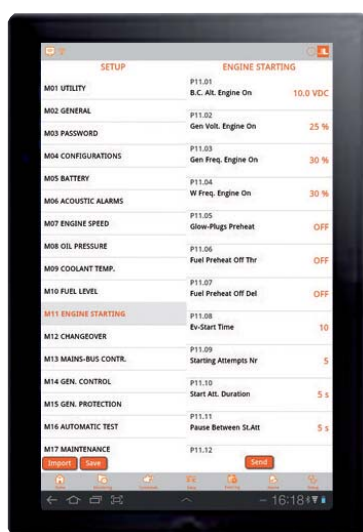 SETUP
ENGINE STARTING
M01 UTILITY
M02 GENERAL
M03 PASSWORD
M04 CONFIGURATIONS
M05 BATTERY
M06 ACOUSTIC ALARMS
M07 ENGINE SPEED
M08 OIL PRESSURE
M09 COOLANT TEMP.
M10 FUEL LEVEL
M11 ENGINE STARTING
M12 CHANGEOVER
M13 MAINS-BUS CONTR.
M14 GEN. CONTROL
M15 GEN. PROTECTION
M16 AUTOMATIC TEST
M17 MAINTENANCE
P11.01
B.C. Alt. Engine On 10.0 VDC
P11.02
Gen Volt. Engine On 25 %
P11.03
Gen Freq. Engine On 30 %
P11.04
W Freq. Engine On 30 %
P11.05
Glow-Plugs Preheat OFF
P11.06
Fuel Preheat Off Thr OFF
P11.07
Fuel Preheat Off Del OFF
P11.08
Ev-Start Time 10
P11.09
Starting Attempts Nr 5
P11.10
Start Att. Duration 5 s
P11.11
Pause Between St.Att 5 s
P11.12
Import Save Send
16:18